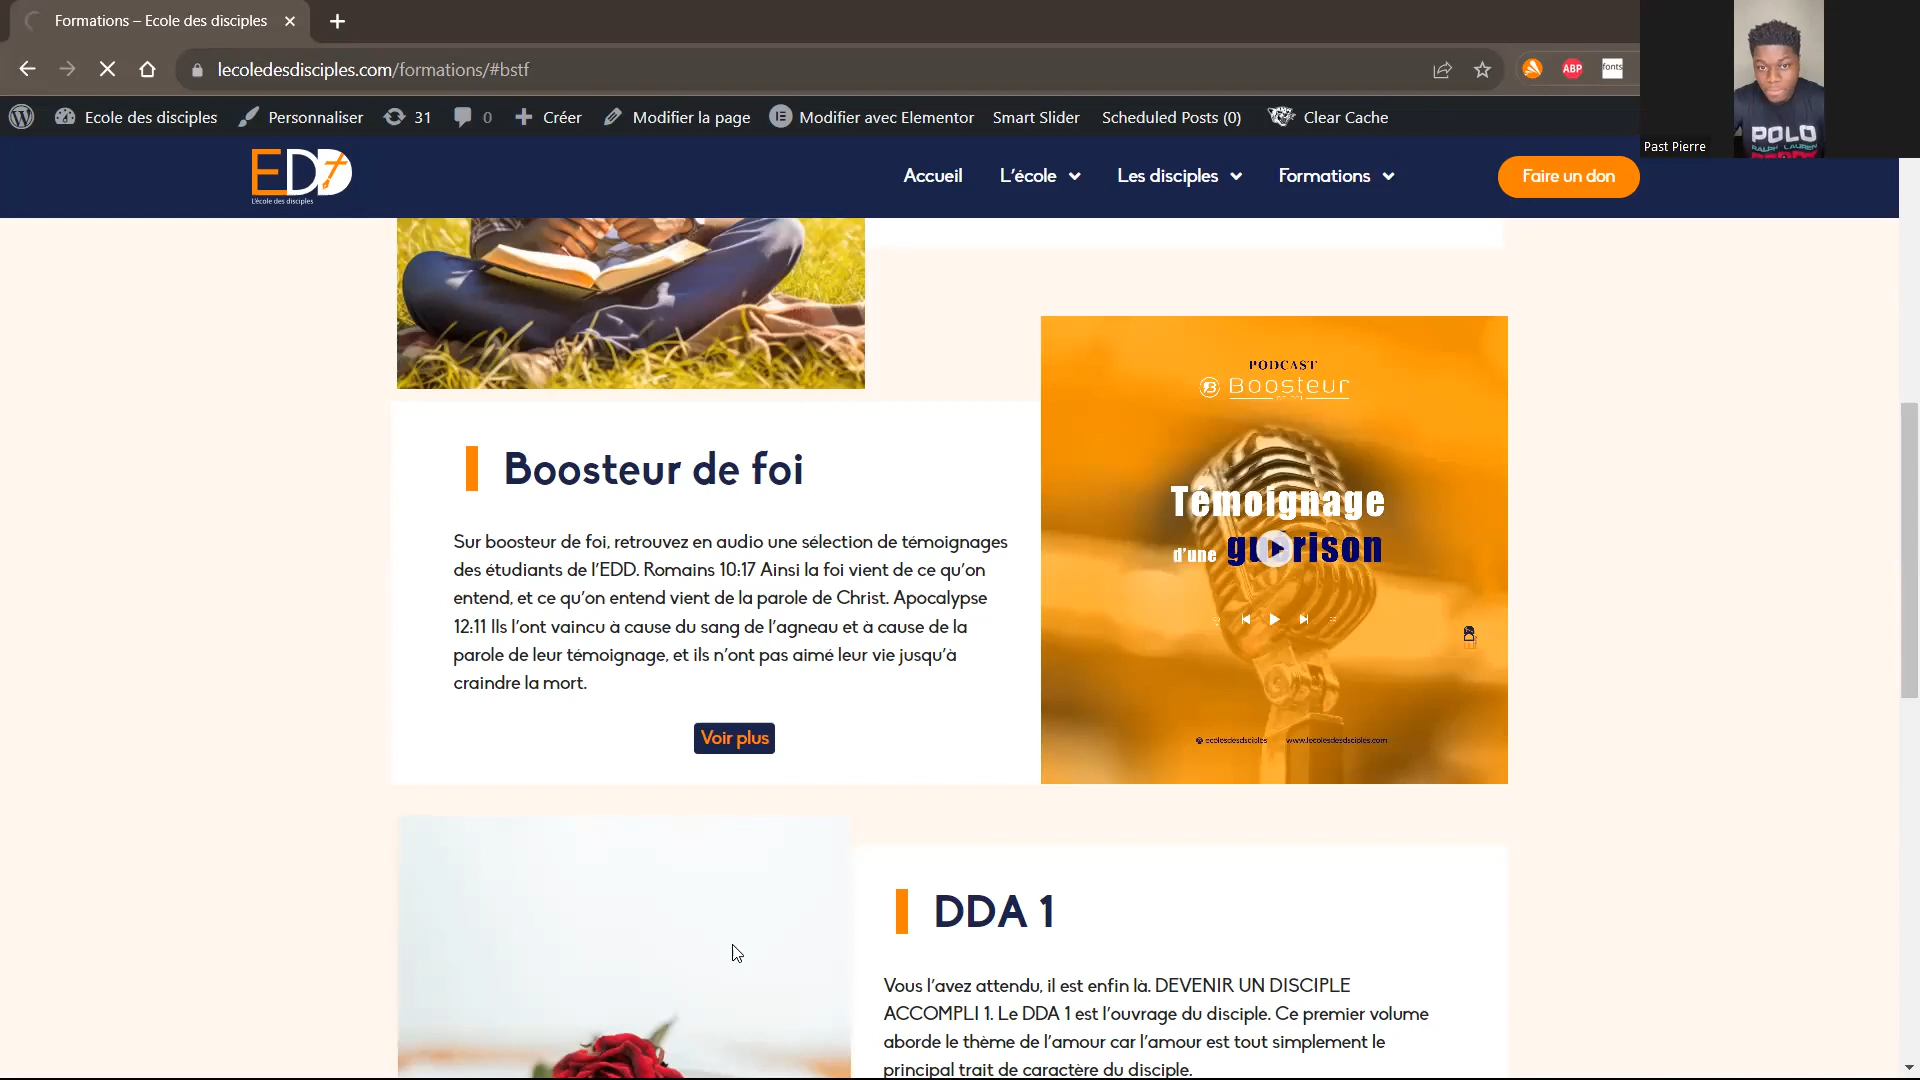 Formations – Ecole des disciples
lecoledesdisciples.com/formations/#bstf
ABP
fonts
Ecole des disciples
Personnaliser
31
0
Créer
Modifier la page
Modifier avec Elementor
Smart Slider
Scheduled Posts (0)
Clear Cache
POLO
RALPH LAUREN
Past Pierre
EDD
L'école des disciples
Accueil
L'école
Les disciples
Formations
Faire un don
PODCAST
Boosteur
Témoignage
d'une
Boosteur de foi
Sur boosteur de foi, retrouvez en audio une sélection de témoignages
des étudiants de l'EDD. Romains 10:17 Ainsi la foi vient de ce qu'on
entend, et ce qu'on entend vient de la parole de Christ. Apocalypse
12:11 Ils l'ont vaincu à cause du sang de l'agneau et à cause de la
parole de leur témoignage, et ils n'ont pas aimé leur vie jusqu'à
craindre la mort.
Voir plus
DDA 1
Vous l'avez attendu, il est enfin là. DEVENIR UN DISCIPLE
ACCOMPLI 1. Le DDA 1 est l'ouvrage du disciple. Ce premier volume
aborde le thème de l'amour car l'amour est tout simplement le
principal trait de caractère du disciple.